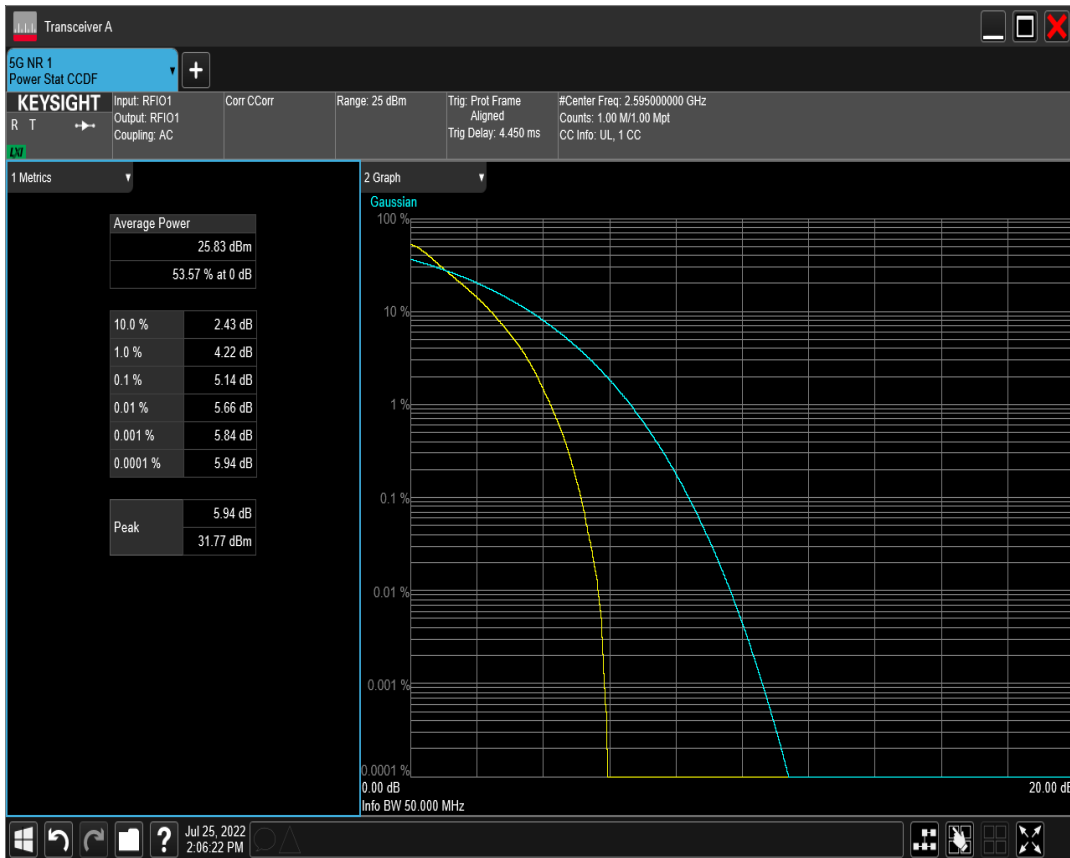 Transceiver A
5G NR 1
Power Stat CCDF
KEYSIGHT
R T
LXI
Input: RFIO1
Output: RFIO1
Coupling: AC
Corr CCorr
Range: 25 dBm
Trig: Prot Frame
Aligned
Trig Delay: 4.450 ms
#Center Freq: 2.595000000 GHz
Counts: 1.00 M/1.00 Mpt
CC Info: UL, 1 CC
1 Metrics
Average Power
25.83 dBm
53.57 % at 0 dB
10.0 % 2.43 dB
1.0 % 4.22 dB
0.1 % 5.14 dB
0.01 % 5.66 dB
0.001 % 5.84 dB
0.0001 % 5.94 dB
Peak
5.94 dB
31.77 dBm
2 Graph
Gaussian
100 %
10 %
1 %
0.1 %
0.01 %
0.001 %
0.0001 %
0.00 dB
20.00 dB
Info BW 50.000 MHz
Jul 25, 2022
2:06:22 PM